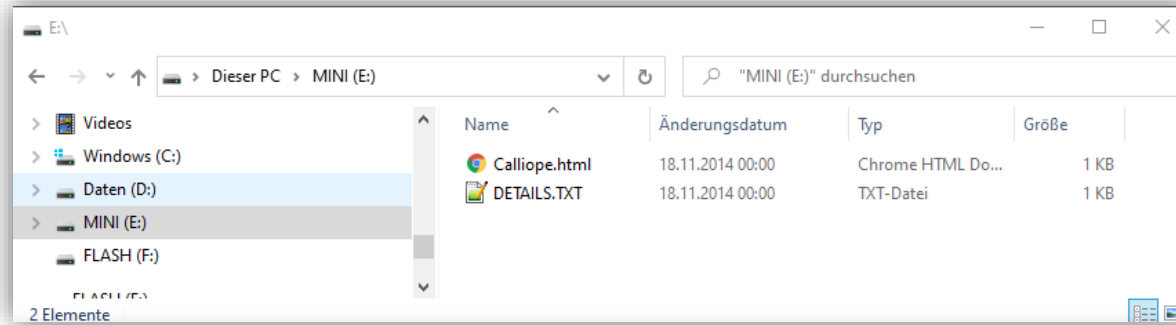 E:\
Dieser PC > MINI (E:)
"MINI (E:)" durchsuchen
Videos
Windows (C:)
Daten (D:)
MINI (E:)
FLASH (F:)
FLASH (F:)
Name Änderungsdatum Typ Größe
Calliope.html 18.11.2014 00:00 Chrome HTML Do... 1 KB
DETAILS.TXT 18.11.2014 00:00 TXT-Datei 1 KB
2 Elemente